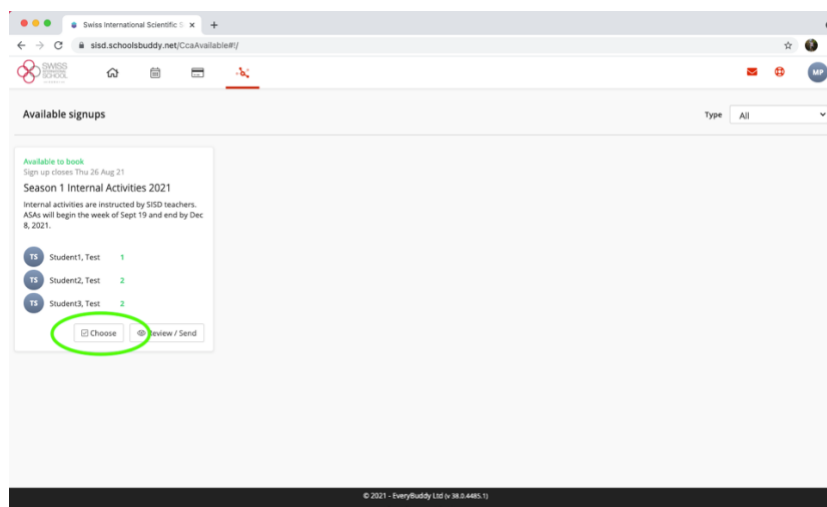 Swiss International Scientific S
sisd.schoolsbuddy.net/CcaAvailable#!/
SWISS
SCHOOL
MP
Available signups
Type All
Available to book
Sign up closes Thu 26 Aug 21
Season 1 Internal Activities 2021
Internal activities are instructed by SISD teachers.
ASAs will begin the week of Sept 19 and end by Dec
8, 2021.
TS Student1, Test 1
TS Student2, Test 2
TS Student3, Test 2
Choose Review / Send
© 2021 - EveryBuddy Ltd (v 38.0.4485.1)